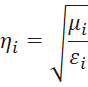 η_i = √(μ_i / ε_i)